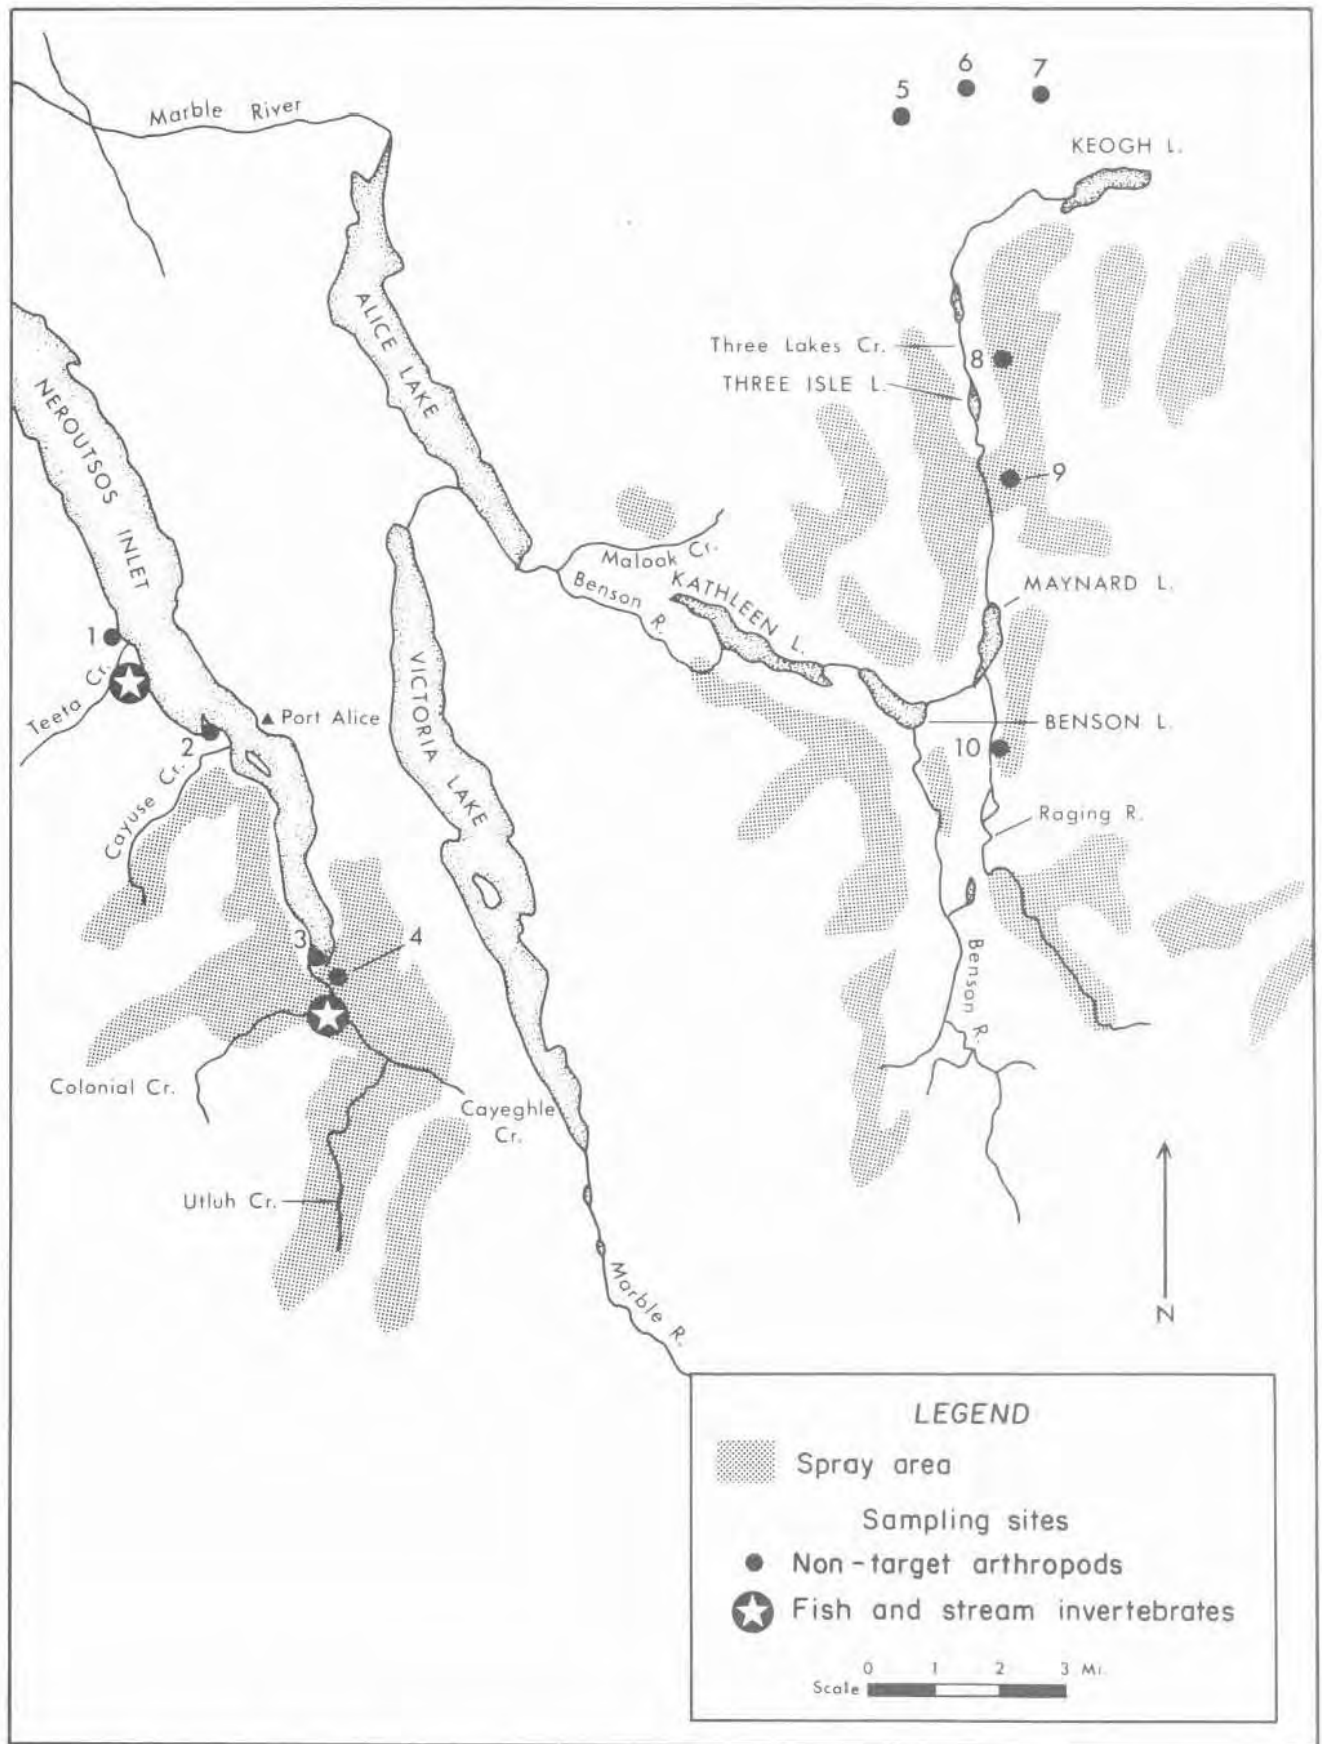 Marble River
5
6
7
KEOGH L.
ALICE LAKE
Three Lakes Cr.
8
THREE ISLE L.
NEROUTSOS INLET
9
Malook Cr.
Benson R.
KATHLEEN L.
MAYNARD L.
1
Teeta Cr.
2
Port Alice
VICTORIA LAKE
BENSON L.
10
Cayuse Cr.
Raging R.
3
4
Benson R.
Colonial Cr.
Cayeghle
Cr.
Utluh Cr.
Marble R.
N
LEGEND
Spray area
Sampling sites
Non-target arthropods
Fish and stream invertebrates
0 1 2 3 Mi.
Scale